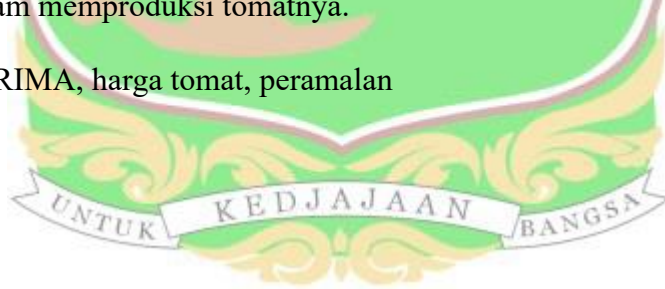 am memproduksi tomatnya.
RIMA, harga tomat, peramalan
UNTUK KEDJAJAAN BANGSA